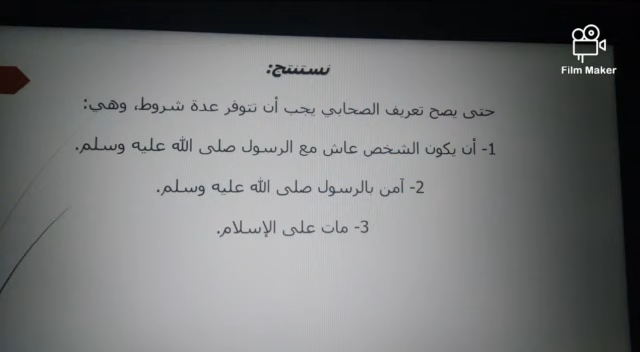 Film Maker
نستنتج:
حتى يصح تعريف الصحابي يجب أن تتوفر عدة شروط، وهي:
1- أن يكون الشخص عاش مع الرسول صلى الله عليه وسلم.
2- آمن بالرسول صلى الله عليه وسلم.
3- مات على الإسلام.